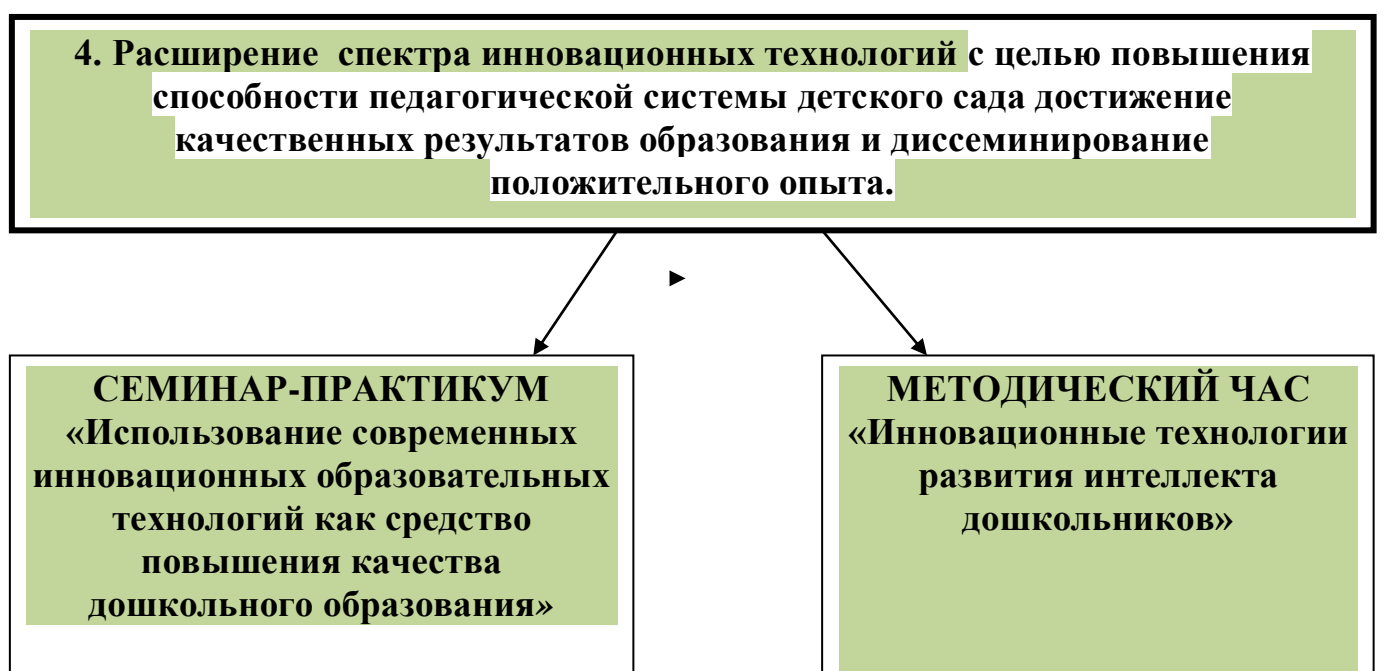 4. Расширение спектра инновационных технологий с целью повышения
способности педагогической системы детского сада достижение
качественных результатов образования и диссеминирование
положительного опыта.
СЕМИНАР-ПРАКТИКУМ
«Использование современных
инновационных образовательных
технологий как средство
повышения качества
дошкольного образования»
МЕТОДИЧЕСКИЙ ЧАС
«Инновационные технологии
развития интеллекта
дошкольников»